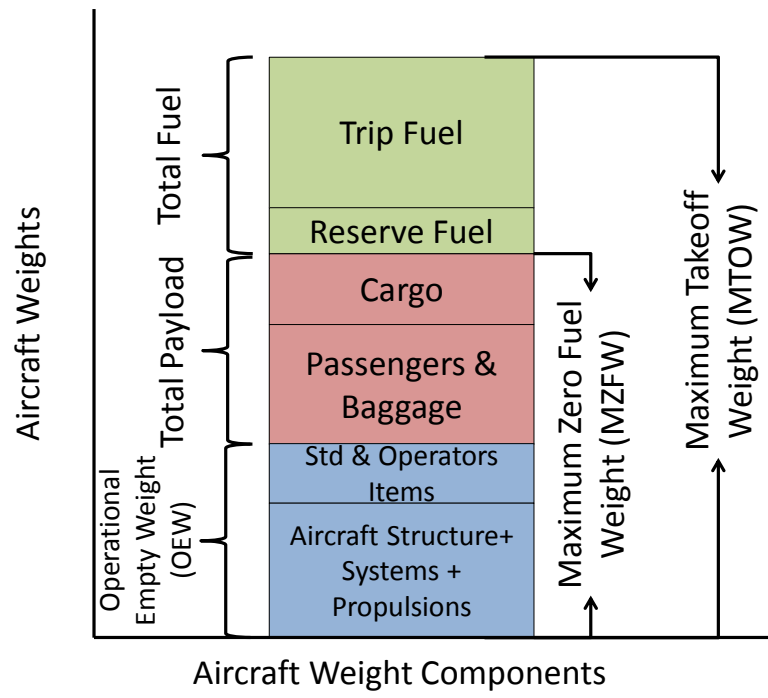 Aircraft Weights
Total Fuel
Total Payload
Operational
Empty Weight
(OEW)
Trip Fuel
Reserve Fuel
Cargo
Passengers &
Baggage
Std & Operators
Items
Aircraft Structure+
Systems +
Propulsions
Maximum Zero Fuel
Weight (MZFW)
Maximum Takeoff
Weight (MTOW)
Aircraft Weight Components